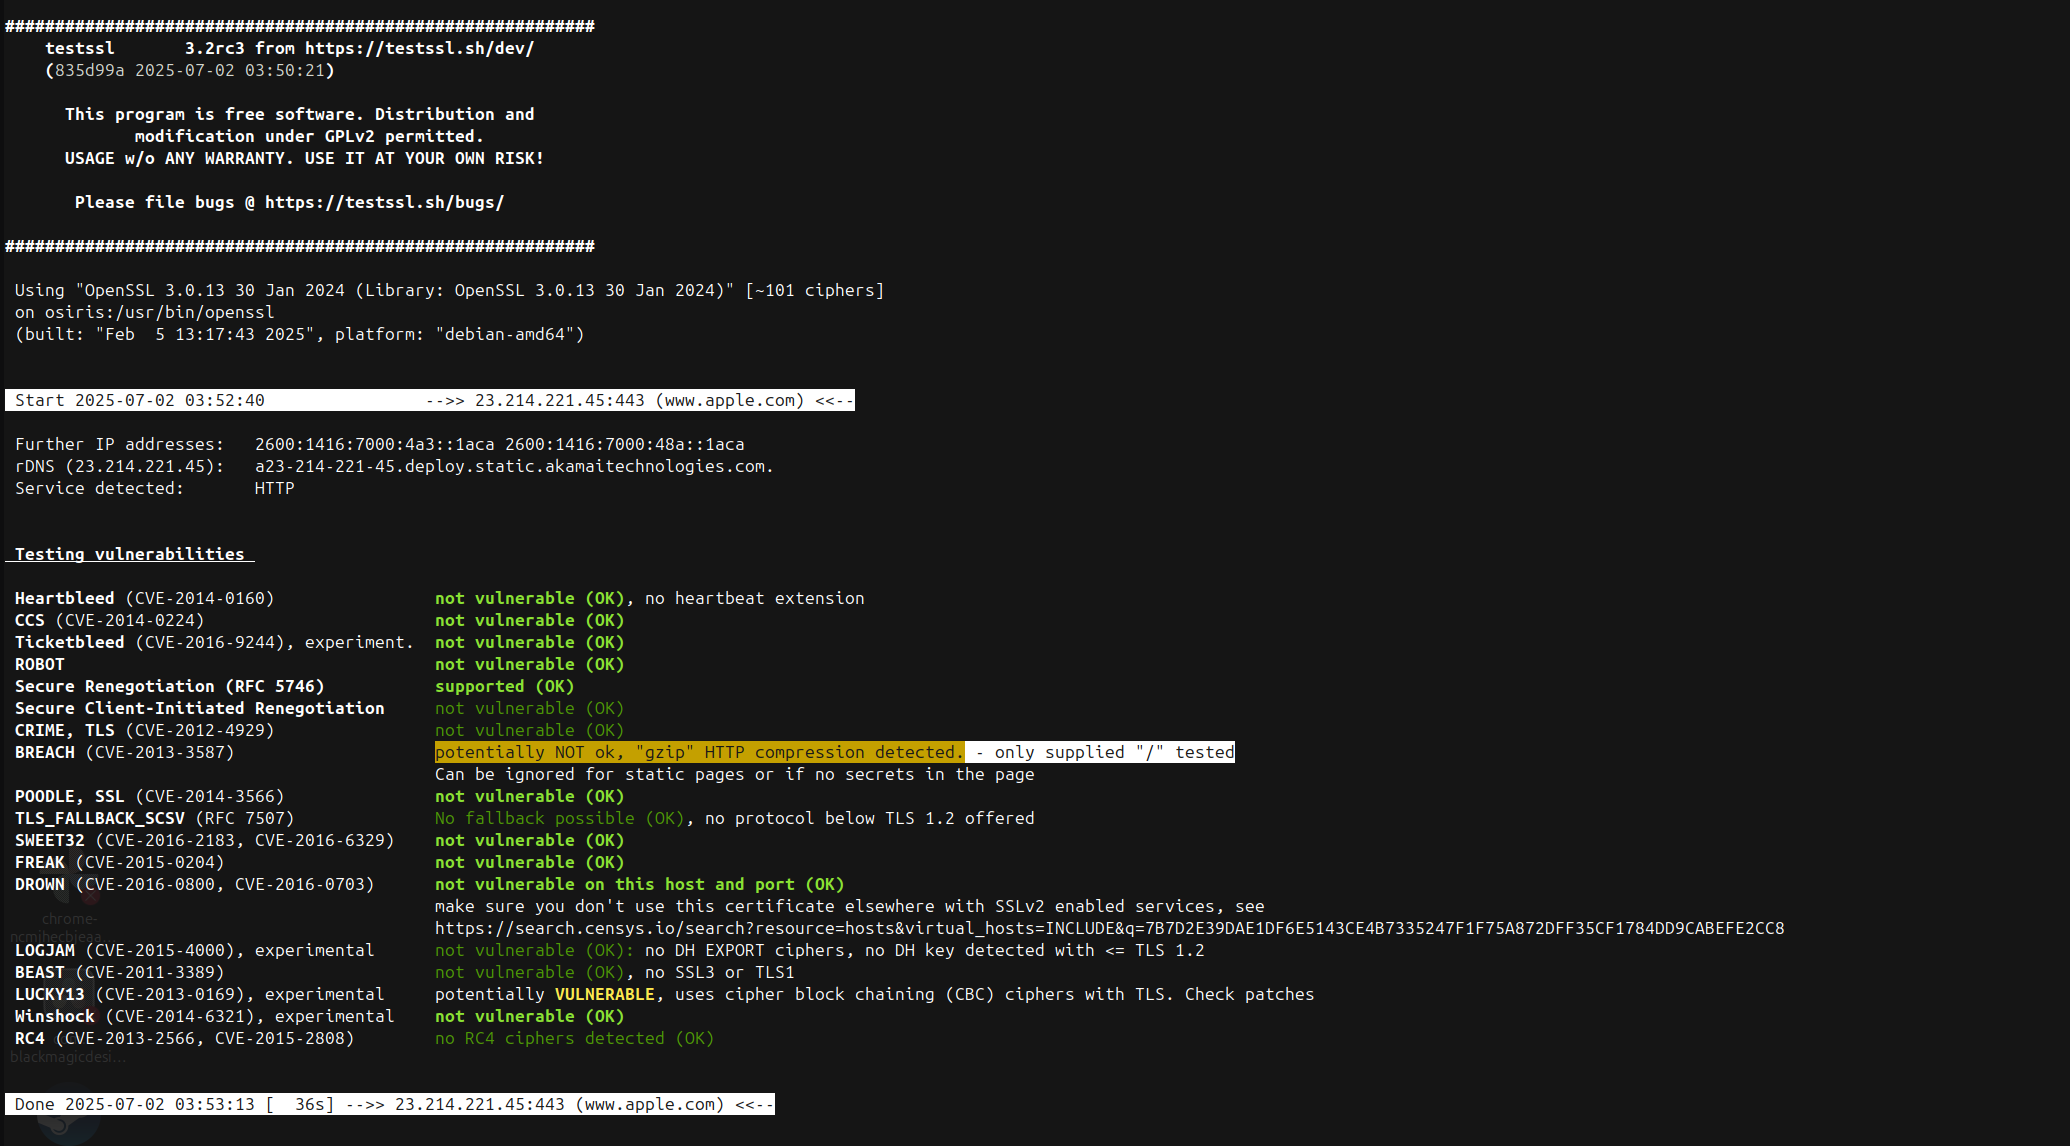 ###########################################################
testssl       3.2rc3 from https://testssl.sh/dev/
(835d99a 2025-07-02 03:50:21)
This program is free software. Distribution and
modification under GPLv2 permitted.
USAGE w/o ANY WARRANTY. USE IT AT YOUR OWN RISK!
Please file bugs @ https://testssl.sh/bugs/
###########################################################
Using "OpenSSL 3.0.13 30 Jan 2024 (Library: OpenSSL 3.0.13 30 Jan 2024)" [~101 ciphers]
on osiris:/usr/bin/openssl
(built: "Feb  5 13:17:43 2025", platform: "debian-amd64")
Start 2025-07-02 03:52:40                -->> 23.214.221.45:443 (www.apple.com) <<--
Further IP addresses:   2600:1416:7000:4a3::1aca 2600:1416:7000:48a::1aca
rDNS (23.214.221.45):   a23-214-221-45.deploy.static.akamaitechnologies.com.
Service detected:       HTTP
Testing vulnerabilities
Heartbleed (CVE-2014-0160)                not vulnerable (OK), no heartbeat extension
CCS (CVE-2014-0224)                       not vulnerable (OK)
Ticketbleed (CVE-2016-9244), experiment.  not vulnerable (OK)
ROBOT                                     not vulnerable (OK)
Secure Renegotiation (RFC 5746)           supported (OK)
Secure Client-Initiated Renegotiation     not vulnerable (OK)
CRIME, TLS (CVE-2012-4929)                not vulnerable (OK)
BREACH (CVE-2013-3587)                    potentially NOT ok, "gzip" HTTP compression detected. - only supplied "/" tested
Can be ignored for static pages or if no secrets in the page
POODLE, SSL (CVE-2014-3566)               not vulnerable (OK)
TLS_FALLBACK_SCSV (RFC 7507)              No fallback possible (OK), no protocol below TLS 1.2 offered
SWEET32 (CVE-2016-2183, CVE-2016-6329)    not vulnerable (OK)
FREAK (CVE-2015-0204)                     not vulnerable (OK)
DROWN (CVE-2016-0800, CVE-2016-0703)      not vulnerable on this host and port (OK)
make sure you don't use this certificate elsewhere with SSLv2 enabled services, see
chrome-
https://search.censys.io/search?resource=hosts&virtual_hosts=INCLUDE&q=7B7D2E39DAE1DF6E5143CE4B7335247F1F75A872DFF35CF1784DD9CABEFE2CC8
LOGJAM (CVE-2015-4000), experimental      not vulnerable (OK): no DH EXPORT ciphers, no DH key detected with <= TLS 1.2
BEAST (CVE-2011-3389)                     not vulnerable (OK), no SSL3 or TLS1
LUCKY13 (CVE-2013-0169), experimental     potentially VULNERABLE, uses cipher block chaining (CBC) ciphers with TLS. Check patches
Winshock (CVE-2014-6321), experimental    not vulnerable (OK)
RC4 (CVE-2013-2566, CVE-2015-2808)        no RC4 ciphers detected (OK)
blackmagicdesi...
Done 2025-07-02 03:53:13 [  36s] -->> 23.214.221.45:443 (www.apple.com) <<--